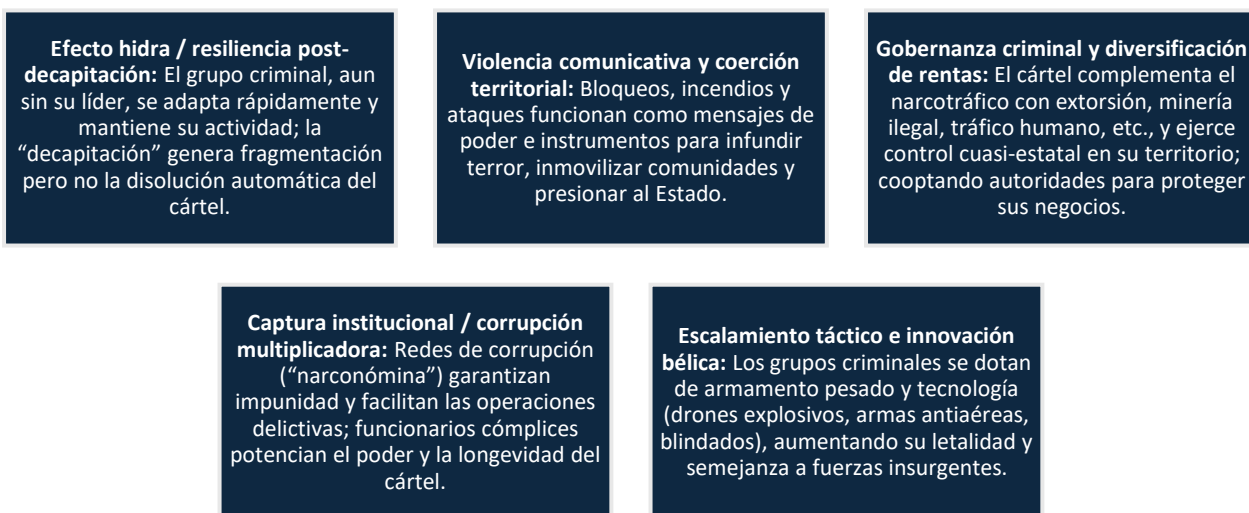 Efecto hidra / resiliencia post-
decapitación: El grupo criminal, aun
sin su líder, se adapta rápidamente y
mantiene su actividad; la
“decapitación” genera fragmentación
pero no la disolución automática del
cártel.
Violencia comunicativa y coerción
territorial: Bloqueos, incendios y
ataques funcionan como mensajes de
poder e instrumentos para infundir
terror, inmovilizar comunidades y
presionar al Estado.
Gobernanza criminal y diversificación
de rentas: El cártel complementa el
narcotráfico con extorsión, minería
ilegal, tráfico humano, etc., y ejerce
control cuasi-estatal en su territorio;
cooptando autoridades para proteger
sus negocios.
Captura institucional / corrupción
multiplicadora: Redes de corrupción
(“narconómina”) garantizan
impunidad y facilitan las operaciones
delictivas; funcionarios cómplices
potencian el poder y la longevidad del
cártel.
Escalamiento táctico e innovación
bélica: Los grupos criminales se dotan
de armamento pesado y tecnología
(drones explosivos, armas antiaéreas,
blindados), aumentando su letalidad y
semejanza a fuerzas insurgentes.